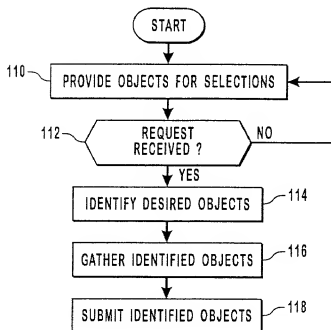 START
110
PROVIDE OBJECTS FOR SELECTIONS
112
REQUEST
RECEIVED ?
NO
YES
IDENTIFY DESIRED OBJECTS
114
GATHER IDENTIFIED OBJECTS
116
SUBMIT IDENTIFIED OBJECTS
118